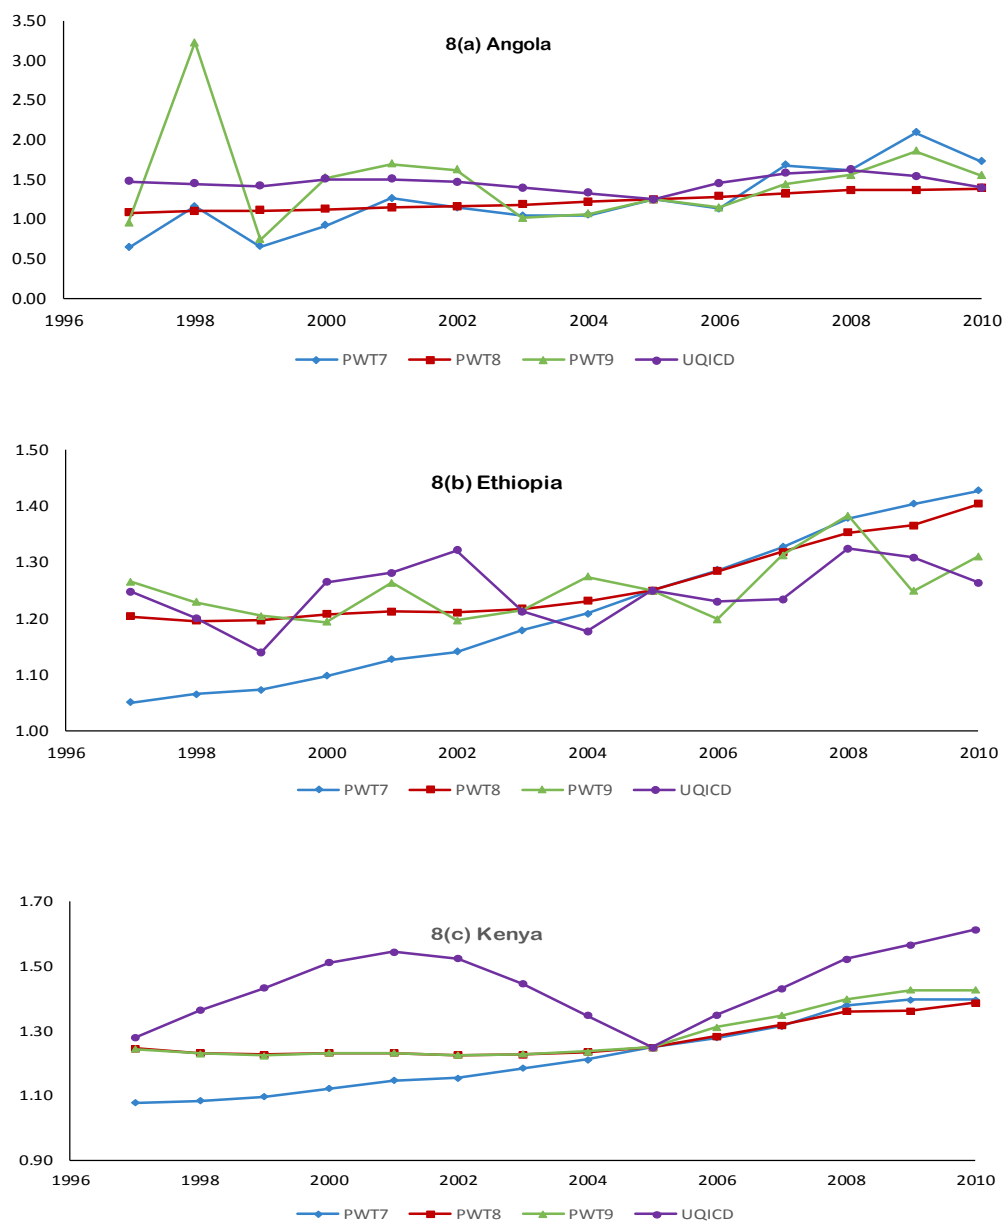 8(a) Angola
3.50
3.00
2.50
2.00
1.50
1.00
0.50
0.00
1996 1998 2000 2002 2004 2006 2008 2010
PWT7 PWT8 PWT9 UQICD
8(b) Ethiopia
1.50
1.40
1.30
1.20
1.10
1.00
1996 1998 2000 2002 2004 2006 2008 2010
PWT7 PWT8 PWT9 UQICD
8(c) Kenya
1.70
1.50
1.30
1.10
0.90
1996 1998 2000 2002 2004 2006 2008 2010
PWT7 PWT8 PWT9 UQICD